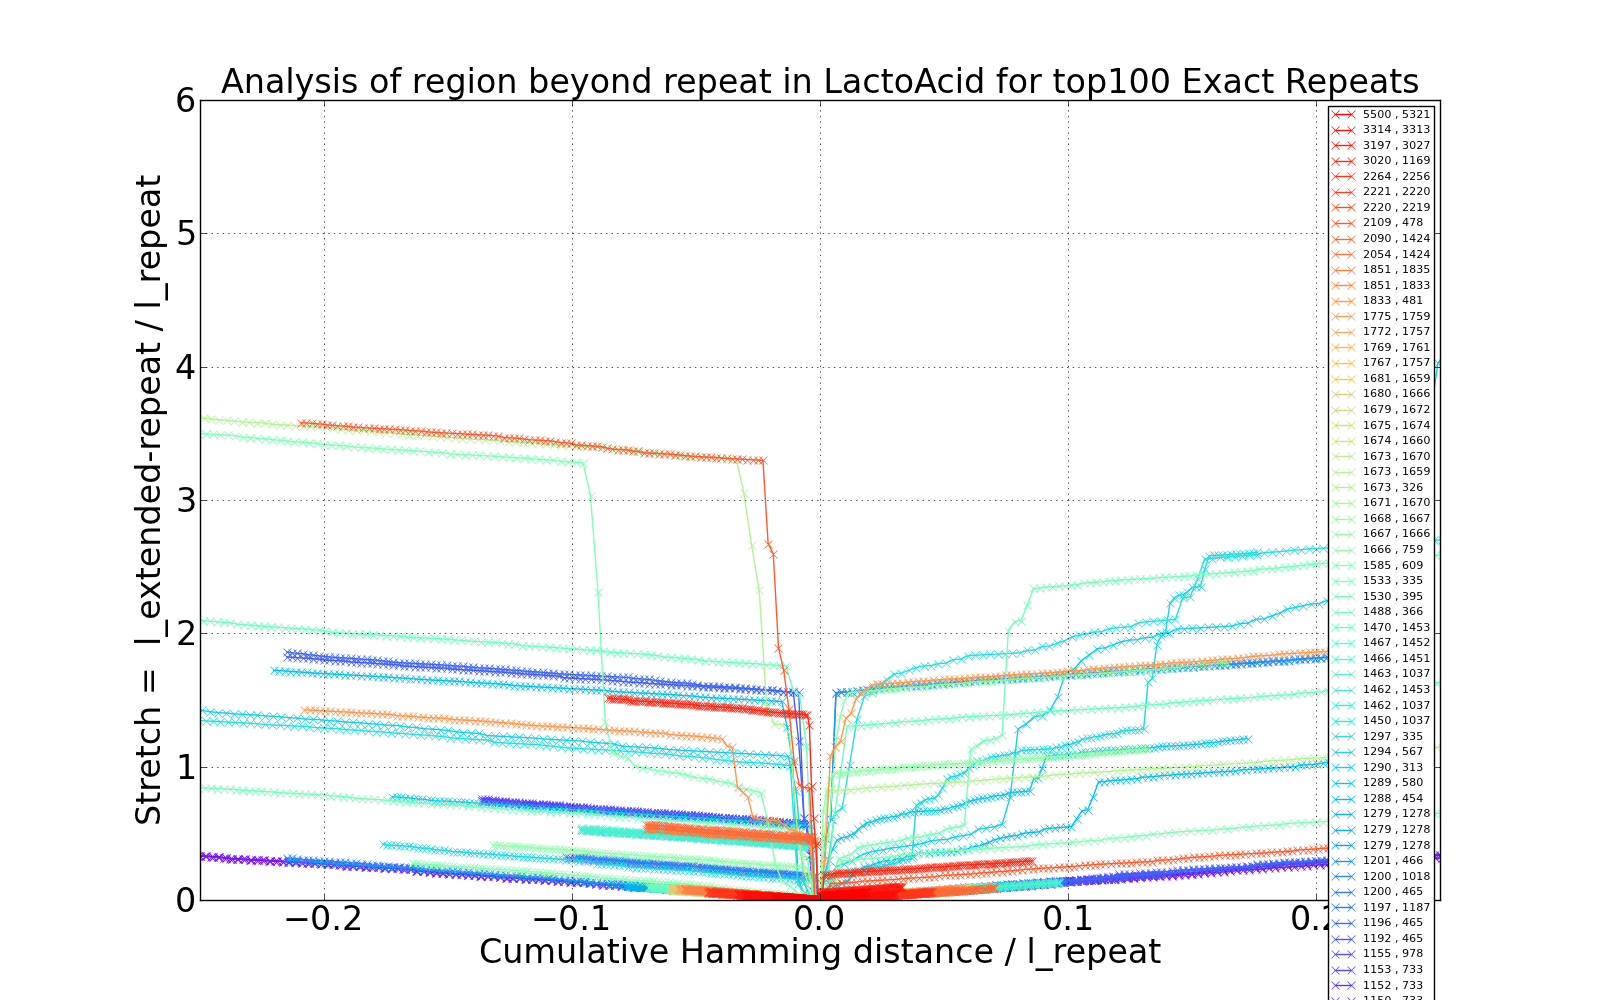 Analysis of region beyond repeat in LactoAcid for top100 Exact Repeats
6
5
4
3
2
1
0
Stretch = l_extended-repeat / l_repeat
−0.2
−0.1
0.0
0.1
Cumulative Hamming distance / l_repeat
5500 , 5321
3314 , 3313
3197 , 3027
3020 , 1169
2264 , 2256
2221 , 2220
2220 , 2219
2109 , 478
2090 , 1424
2054 , 1424
1851 , 1835
1851 , 1833
1833 , 481
1775 , 1759
1772 , 1757
1769 , 1761
1767 , 1757
1681 , 1659
1680 , 1666
1679 , 1672
1675 , 1674
1674 , 1660
1673 , 1670
1673 , 1659
1673 , 326
1671 , 1670
1668 , 1667
1667 , 1666
1666 , 759
1585 , 609
1533 , 335
1530 , 395
1488 , 366
1470 , 1453
1467 , 1452
1466 , 1451
1463 , 1037
1462 , 1453
1462 , 1037
1450 , 1037
1297 , 335
1294 , 567
1290 , 313
1289 , 580
1288 , 454
1279 , 1278
1279 , 1278
1279 , 1278
1201 , 466
1200 , 1018
1200 , 465
1197 , 1187
1196 , 465
1192 , 465
1155 , 978
1153 , 733
1152 , 733
1150 , 733